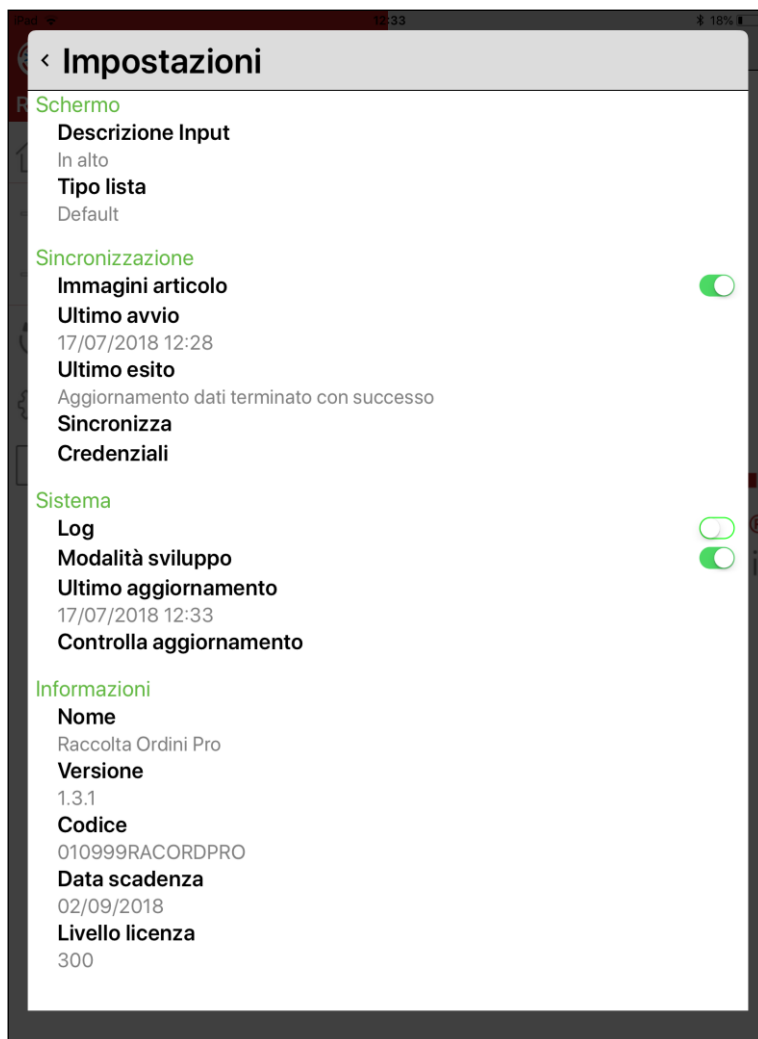 iPad 12:33 18%
Impostazioni
R
Schermo
Descrizione Input
In alto
Tipo lista
Default
Sincronizzazione
Immagini articolo
Ultimo avvio
17/07/2018 12:28
Ultimo esito
Aggiornamento dati terminato con successo
Sincronizza
Credenziali
Sistema
Log
Modalità sviluppo
Ultimo aggiornamento
17/07/2018 12:33
Controlla aggiornamento
Informazioni
Nome
Raccolta Ordini Pro
Versione
1.3.1
Codice
010999RACORDPRO
Data scadenza
02/09/2018
Livello licenza
300